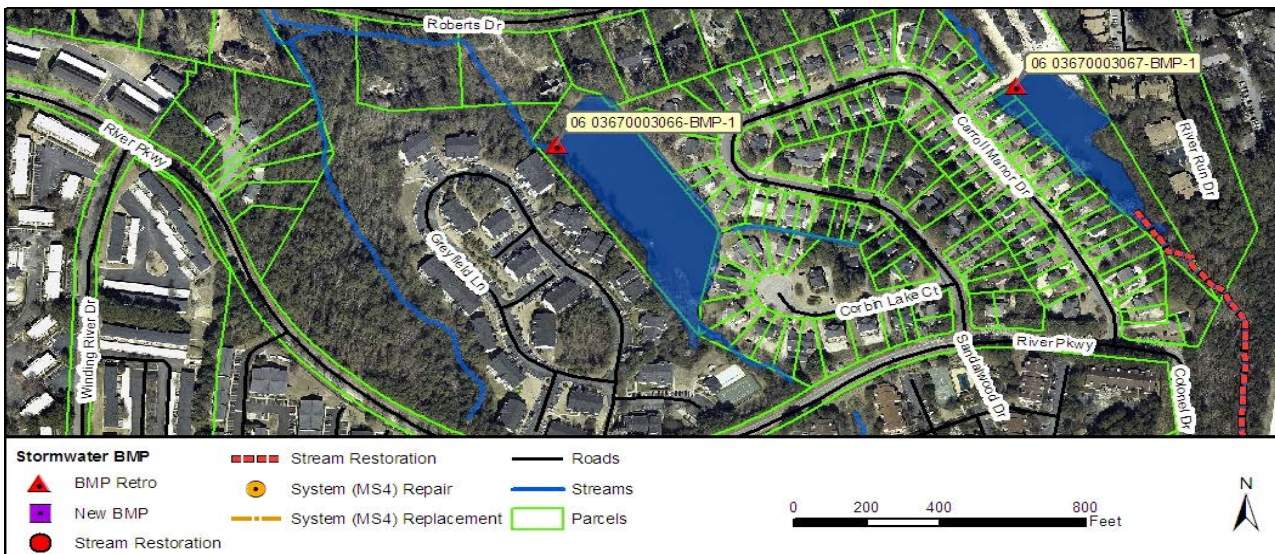 Roberts Dr
06 03670003067-BMP-1
06 03670003066-BMP-1
River Pkwy
Carroll Manor Dr
River Run Dr
Greyfield Ln
Winding River Dr
Corbin Lake Ct
River Pkwy
Sandalwood Dr
Colonel Dr
Stormwater BMP
BMP Retro
New BMP
Stream Restoration
Stream Restoration
System (MS4) Repair
System (MS4) Replacement
Roads
Streams
Parcels
0 200 400 800
Feet
N